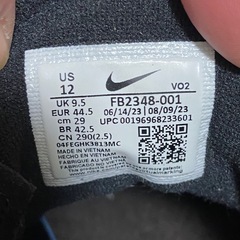 US
12
VO2
UK 9.5
FB2348-001
EUR 44.5
06/14/23 08/09/23
cm 29
UPC 00196968233601
BR 42.5
CN 290(2.5)
04FEGHK3813MC
MADE IN VIETNAM
HECHO EN VIETNAM
FABRIQUÉ AU VIETNAM